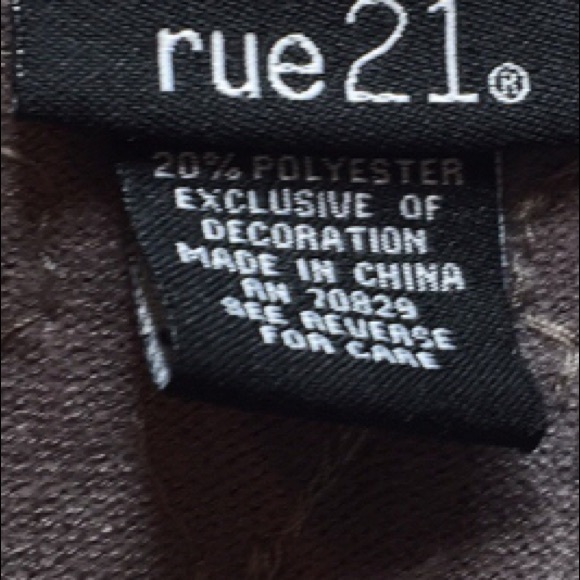 rue21®
20% POLYESTER
EXCLUSIVE OF
DECORATION
MADE IN CHINA
RN 70829
SEE REVERSE
FOR CARE